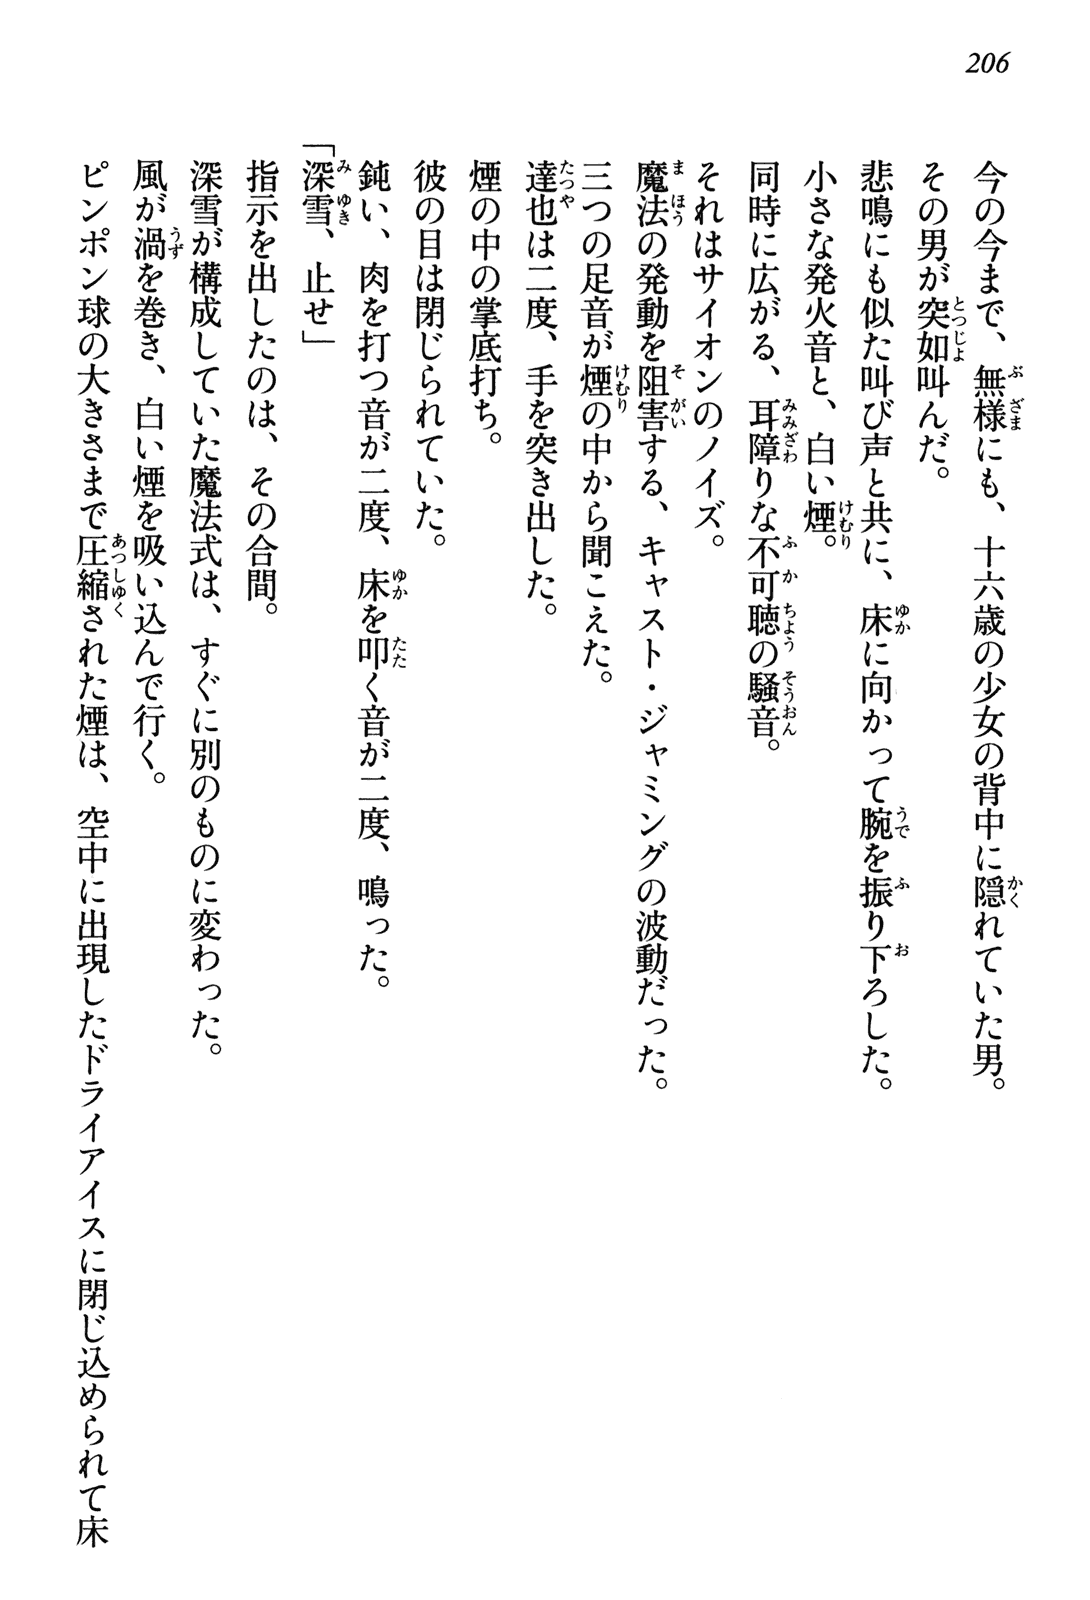 206
今の今まで、無様にも、十六歳の少女の背中に隠れていた男。
その男が突如叫んだ。
悲鳴にも似た叫び声と共に、床に向かって腕を振り下ろした。
小さな発火音と、白い煙。
同時に広がる、耳障りな不可聴の騒音。
それはサイオンのノイズ。
魔法の発動を阻害する、キャスト・ジャミングの波動だった。
三つの足音が煙の中から聞こえた。
達也は二度、手を突き出した。
煙の中の掌底打ち。
彼の目は閉じられていた。
鈍い、肉を打つ音が二度、床を叩く音が二度、鳴った。
「深雪、止せ」
指示を出したのは、その合間。
深雪が構成していた魔法式は、すぐに別のものに変わった。
風が渦を巻き、白い煙を吸い込んで行く。
ピンポン球の大きさまで圧縮された煙は、空中に出現したドライアイスに閉じ込められて床